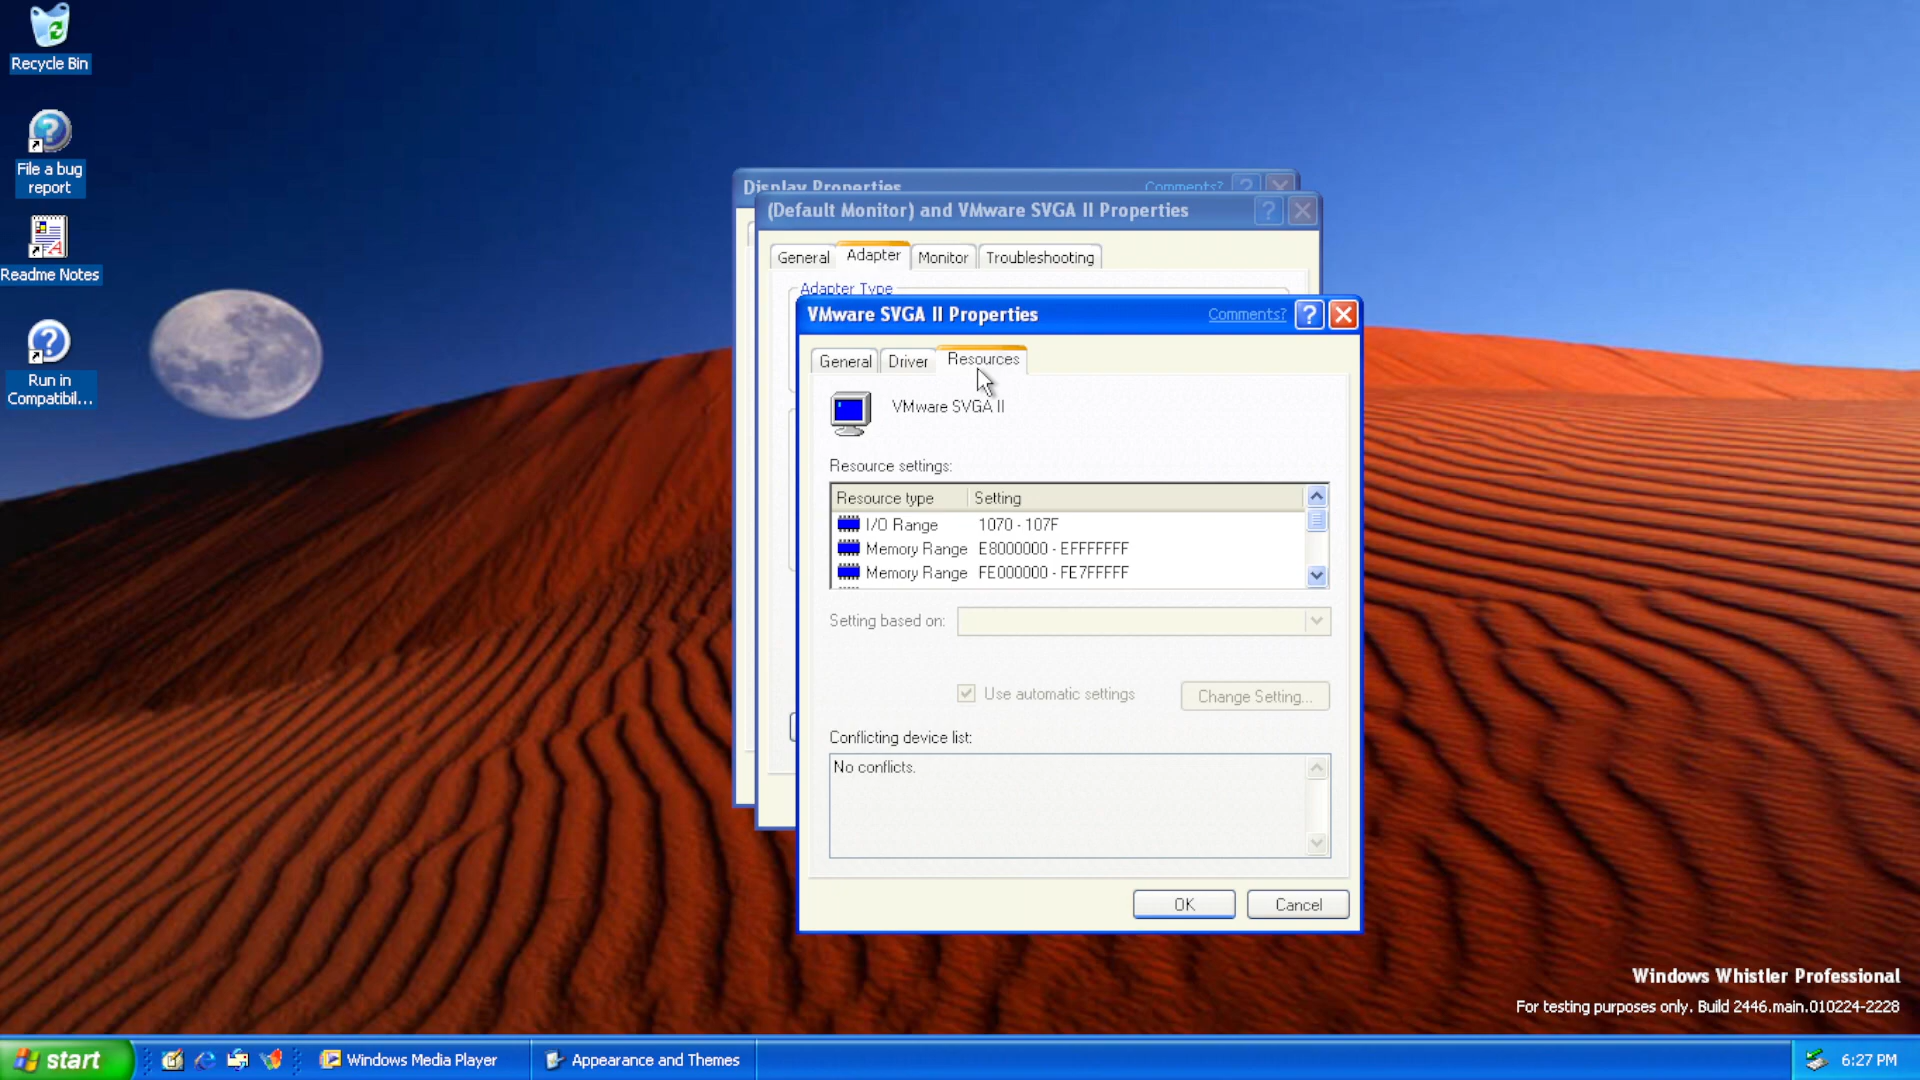 Recycle Bin
File a bug
report
Readme Notes
Run in
Compatibil...
Display Properties
Comments?
(Default Monitor) and VMware SVGA II Properties
General
Adapter
Monitor
Troubleshooting
Adapter Type
VMware SVGA II Properties
Comments?
General
Driver
Resources
VMware SVGA II
Resource settings:
Resource type Setting
I/O Range 1070 - 107F
Memory Range E8000000 - EFFFFFFF
Memory Range FE000000 - FE7FFFFF
Setting based on:
Use automatic settings
Change Setting...
Conflicting device list:
No conflicts.
OK
Cancel
Windows Whistler Professional
For testing purposes only. Build 2446.main.010224-2228
start
Windows Media Player
Appearance and Themes
6:27 PM